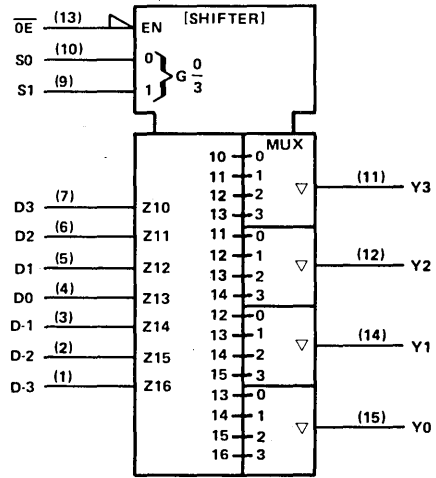 [SHIFTER]
OE (13) EN
S0 (10) 0
S1 (9) 1
G 0/3
MUX
10 0
11 1
12 2
13 3
▽ (11) Y3
11 0
12 1
13 2
14 3
▽ (12) Y2
12 0
13 1
14 2
15 3
▽ (14) Y1
13 0
14 1
15 2
16 3
▽ (15) Y0
D3 (7) Z10
D2 (6) Z11
D1 (5) Z12
D0 (4) Z13
D-1 (3) Z14
D-2 (2) Z15
D-3 (1) Z16